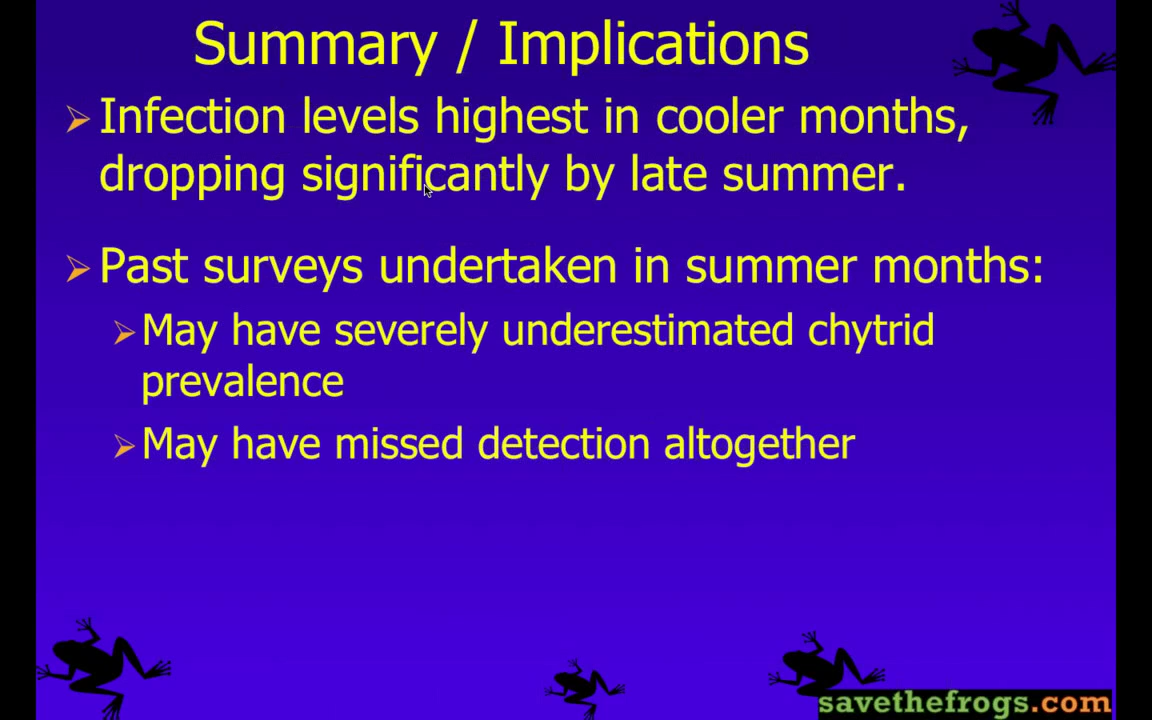 Summary / Implications
Infection levels highest in cooler months,
dropping significantly by late summer.
Past surveys undertaken in summer months:
May have severely underestimated chytrid
prevalence
May have missed detection altogether
savethefrogs.com